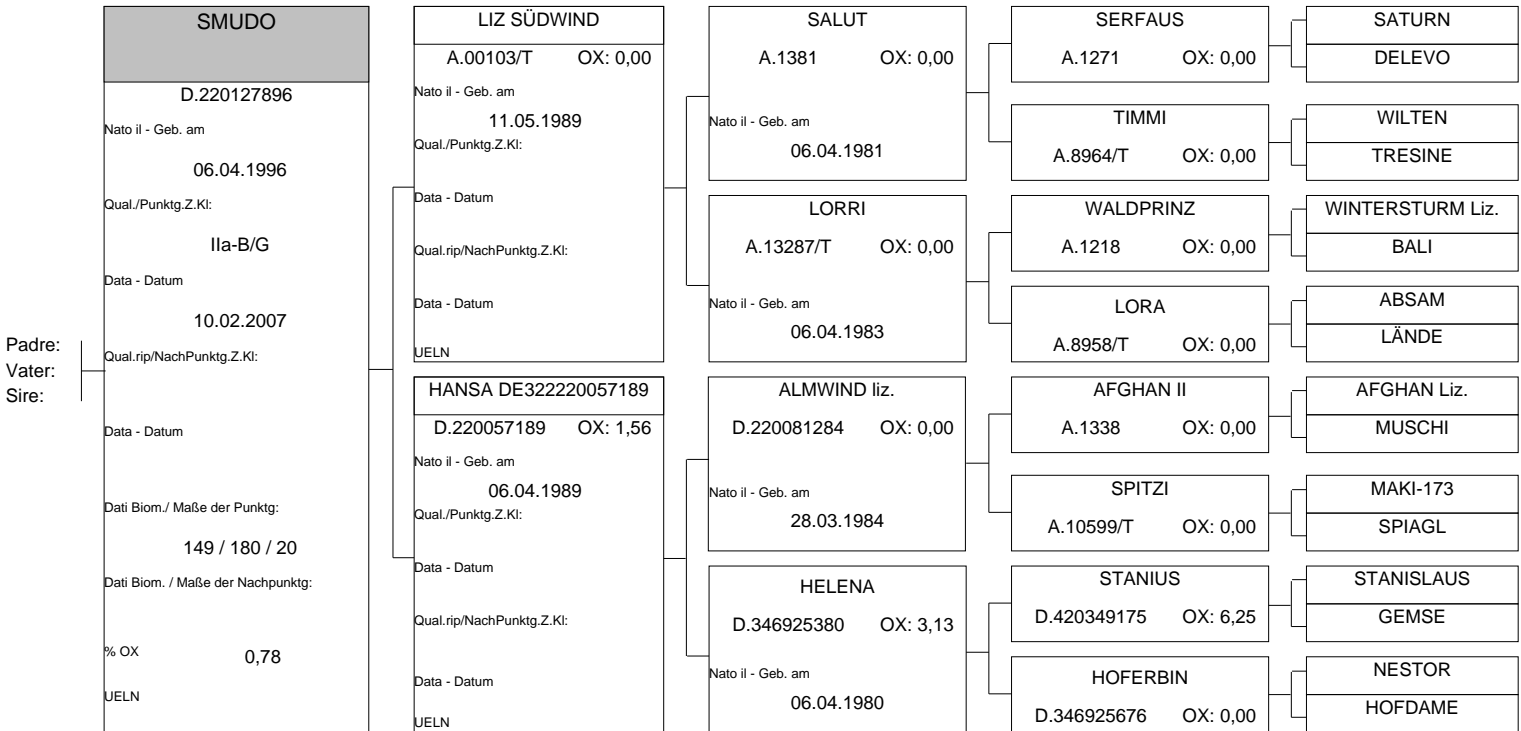 Padre:
Vater:
Sire:
SMUDO
D.220127896
Nato il - Geb. am
06.04.1996
Qual./Punktg.Z.Kl:
IIa-B/G
Data - Datum
10.02.2007
Qual.rip/NachPunktg.Z.Kl:
Data - Datum
Dati Biom./ Maße der Punktg:
149 / 180 / 20
Dati Biom. / Maße der Nachpunktg:
% OX 0,78
UELN
LIZ SÜDWIND
A.00103/T OX: 0,00
Nato il - Geb. am
11.05.1989
Qual./Punktg.Z.Kl:
Data - Datum
Qual.rip/NachPunktg.Z.Kl:
Data - Datum
UELN
HANSA DE322220057189
D.220057189 OX: 1,56
Nato il - Geb. am
06.04.1989
Qual./Punktg.Z.Kl:
Data - Datum
Qual.rip/NachPunktg.Z.Kl:
Data - Datum
UELN
SALUT
A.1381 OX: 0,00
Nato il - Geb. am
06.04.1981
LORRI
A.13287/T OX: 0,00
Nato il - Geb. am
06.04.1983
ALMWIND liz.
D.220081284 OX: 0,00
Nato il - Geb. am
28.03.1984
HELENA
D.346925380 OX: 3,13
Nato il - Geb. am
06.04.1980
SERFAUS
A.1271 OX: 0,00
TIMMI
A.8964/T OX: 0,00
WALDPRINZ
A.1218 OX: 0,00
LORA
A.8958/T OX: 0,00
AFGHAN II
A.1338 OX: 0,00
SPITZI
A.10599/T OX: 0,00
STANIUS
D.420349175 OX: 6,25
HOFERBIN
D.346925676 OX: 0,00
SATURN
DELEVO
WILTEN
TRESINE
WINTERSTURM Liz.
BALI
ABSAM
LÄNDE
AFGHAN Liz.
MUSCHI
MAKI-173
SPIAGL
STANISLAUS
GEMSE
NESTOR
HOFDAME